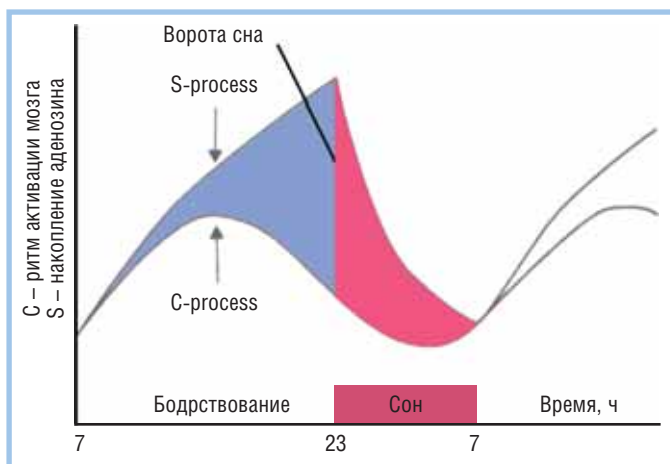 Ворота сна
S-process
C-process
С – ритм активации мозга
S – накопление аденозина
Бодрствование
Сон
Время, ч
7
23
7